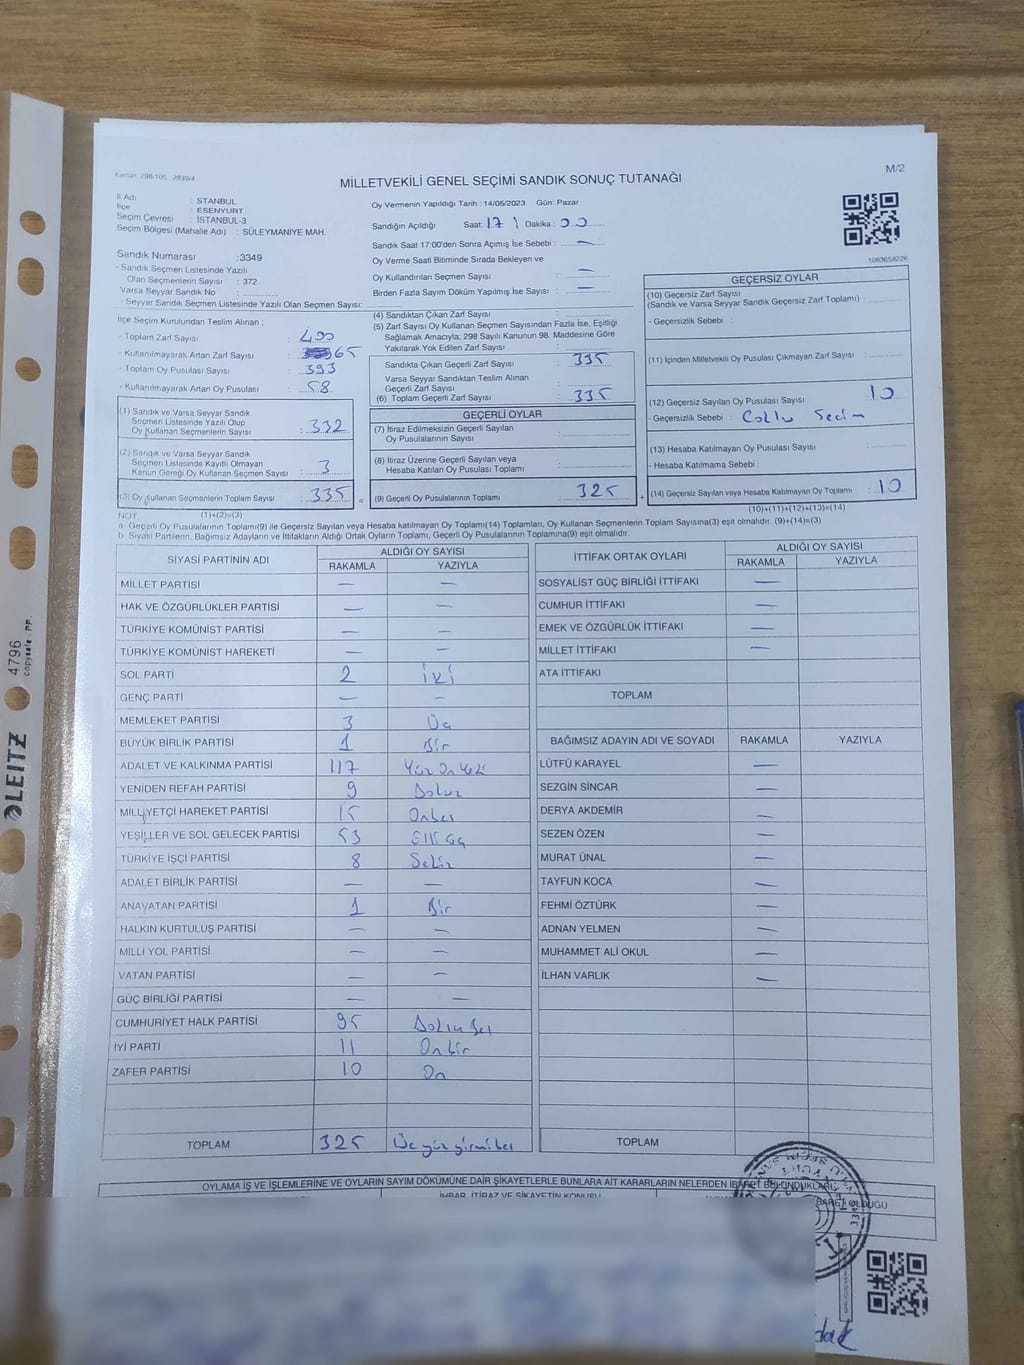 Kanun: 298/105 - 2839/4
M/2
MİLLETVEKİLİ GENEL SEÇİMİ SANDIK SONUÇ TUTANAĞI
İl Adı : İSTANBUL
İlçe : ESENYURT
Seçim Çevresi : İSTANBUL-3
Seçim Bölgesi (Mahalle Adı) : SÜLEYMANİYE MAH.
Sandık Numarası :3349
- Sandık Seçmen Listesinde Yazılı
Olan Seçmenlerin Sayısı : 372
Varsa Seyyar Sandık No :
- Seyyar Sandık Seçmen Listesinde Yazılı Olan Seçmen Sayısı:
Oy Vermenin Yapıldığı Tarih : 14/05/2023 Gün: Pazar
Sandığın Açıldığı Saat: 17 Dakika : 00
Sandık Saat 17:00'den Sonra Açımış İse Sebebi : —
Oy Verme Saati Bitiminde Sırada Bekleyen ve
Oy Kullandırılan Seçmen Sayısı : —
Birden Fazla Sayım Döküm Yapılmış İse Sayısı : —
1083658226
İlçe Seçim Kurulundan Teslim Alınan ;
- Toplam Zarf Sayısı : 400
- Kullanılmayarak Artan Zarf Sayısı : 65
- Toplam Oy Pusulası Sayısı : 393
- Kullanılmayarak Artan Oy Pusulası : 58
(1) Sandık ve Varsa Seyyar Sandık
Seçmen Listesinde Yazılı Olup
Oy Kullanan Seçmenlerin Sayısı : 332
(2) Sandık ve Varsa Seyyar Sandık
Seçmen Listesinde Kayıtlı Olmayan
Kanun Gereği Oy Kullanan Seçmen Sayısı : 3
(3) Oy Kullanan Seçmenlerin Toplam Sayısı : 335
(4) Sandıktan Çıkan Zarf Sayısı :
(5) Zarf Sayısı Oy Kullanan Seçmen Sayısından Fazla İse, Eşitliği
Sağlamak Amacıyla; 298 Sayılı Kanunun 98. Maddesine Göre
Yakılarak Yok Edilen Zarf Sayısı :
Sandıkta Çıkan Geçerli Zarf Sayısı : 335
Varsa Seyyar Sandıktan Teslim Alınan
Geçerli Zarf Sayısı :
(6) Toplam Geçerli Zarf Sayısı : 335
GEÇERLİ OYLAR
(7) İtiraz Edilmeksizin Geçerli Sayılan
Oy Pusulalarının Sayısı :
(8) İtiraz Üzerine Geçerli Sayılan veya
Hesaba Katılan Oy Pusulası Toplamı :
= (9) Geçerli Oy Pusulalarının Toplamı : 325
GEÇERSİZ OYLAR
(10) Geçersiz Zarf Sayısı
(Sandık ve Varsa Seyyar Sandık Geçersiz Zarf Toplamı) :
- Geçersizlik Sebebi :
(11) İçinden Milletvekili Oy Pusulası Çıkmayan Zarf Sayısı :
(12) Geçersiz Sayılan Oy Pusulası Sayısı : 10
- Geçersizlik Sebebi : Coklu Secim
(13) Hesaba Katılmayan Oy Pusulası Sayısı :
- Hesaba Katılmama Sebebi :
+ (14) Geçersiz Sayılan veya Hesaba Katılmayan Oy Toplamı : 10
NOT: (1)+(2)=(3)
(10)+(11)+(12)+(13)=(14)
a- Geçerli Oy Pusulalarının Toplamı(9) ile Geçersiz Sayılan veya Hesaba katılmayan Oy Toplamı(14) Toplamları, Oy Kullanan Seçmenlerin Toplam Sayısına(3) eşit olmalıdır. (9)+(14)=(3)
b- Siyasi Partilerin, Bağımsız Adayların ve İttifakların Aldığı Ortak Oyların Toplamı, Geçerli Oy Pusulalarının Toplamına(9) eşit olmalıdır.
SİYASİ PARTİNİN ADI ALDIĞI OY SAYISI
RAKAMLA YAZIYLA
MİLLET PARTİSİ — —
HAK VE ÖZGÜRLÜKLER PARTİSİ — —
TÜRKİYE KOMÜNİST PARTİSİ — —
TÜRKİYE KOMÜNİST HAREKETİ — —
SOL PARTİ 2 iki
GENÇ PARTİ — —
MEMLEKET PARTİSİ 3 Üç
BÜYÜK BİRLİK PARTİSİ 1 Bir
ADALET VE KALKINMA PARTİSİ 117 Yüz On Yedi
YENİDEN REFAH PARTİSİ 9 Dokuz
MİLLİYETÇİ HAREKET PARTİSİ 15 Onbes
YEŞİLLER VE SOL GELECEK PARTİSİ 53 Elli üç
TÜRKİYE İŞÇİ PARTİSİ 8 Sekiz
ADALET BİRLİK PARTİSİ — —
ANAVATAN PARTİSİ 1 Bir
HALKIN KURTULUŞ PARTİSİ — —
MİLLİ YOL PARTİSİ — —
VATAN PARTİSİ — —
GÜÇ BİRLİĞİ PARTİSİ — —
CUMHURİYET HALK PARTİSİ 95 Doksan Bes
İYİ PARTİ 11 Onbir
ZAFER PARTİSİ 10 On
TOPLAM 325 Üç yüz yirmi bes
İTTİFAK ORTAK OYLARI ALDIĞI OY SAYISI
RAKAMLA YAZIYLA
SOSYALİST GÜÇ BİRLİĞİ İTTİFAKI —
CUMHUR İTTİFAKI —
EMEK VE ÖZGÜRLÜK İTTİFAKI —
MİLLET İTTİFAKI —
ATA İTTİFAKI
TOPLAM
BAĞIMSIZ ADAYIN ADI VE SOYADI RAKAMLA YAZIYLA
LÜTFÜ KARAYEL —
SEZGİN SİNCAR —
DERYA AKDEMİR —
SEZEN ÖZEN —
MURAT ÜNAL —
TAYFUN KOCA —
FEHMİ ÖZTÜRK —
ADNAN YELMEN —
MUHAMMET ALİ OKUL —
İLHAN VARLIK —
TOPLAM
OYLAMA İŞ VE İŞLEMLERİNE VE OYLARIN SAYIM DÖKÜMÜNE DAİR ŞİKAYETLERLE BUNLARA AİT KARARLARIN NELERDEN İBARET BULUNDUKLARI
İHBAR, İTİRAZ VE ŞİKAYETİN KONUSU
OLDUĞU
LEITZ
4796
copysafe